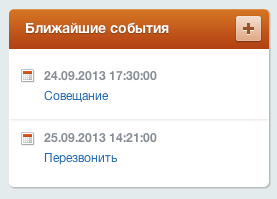 Ближайшие события
24.09.2013 17:30:00
Совещание
25.09.2013 14:21:00
Перезвонить